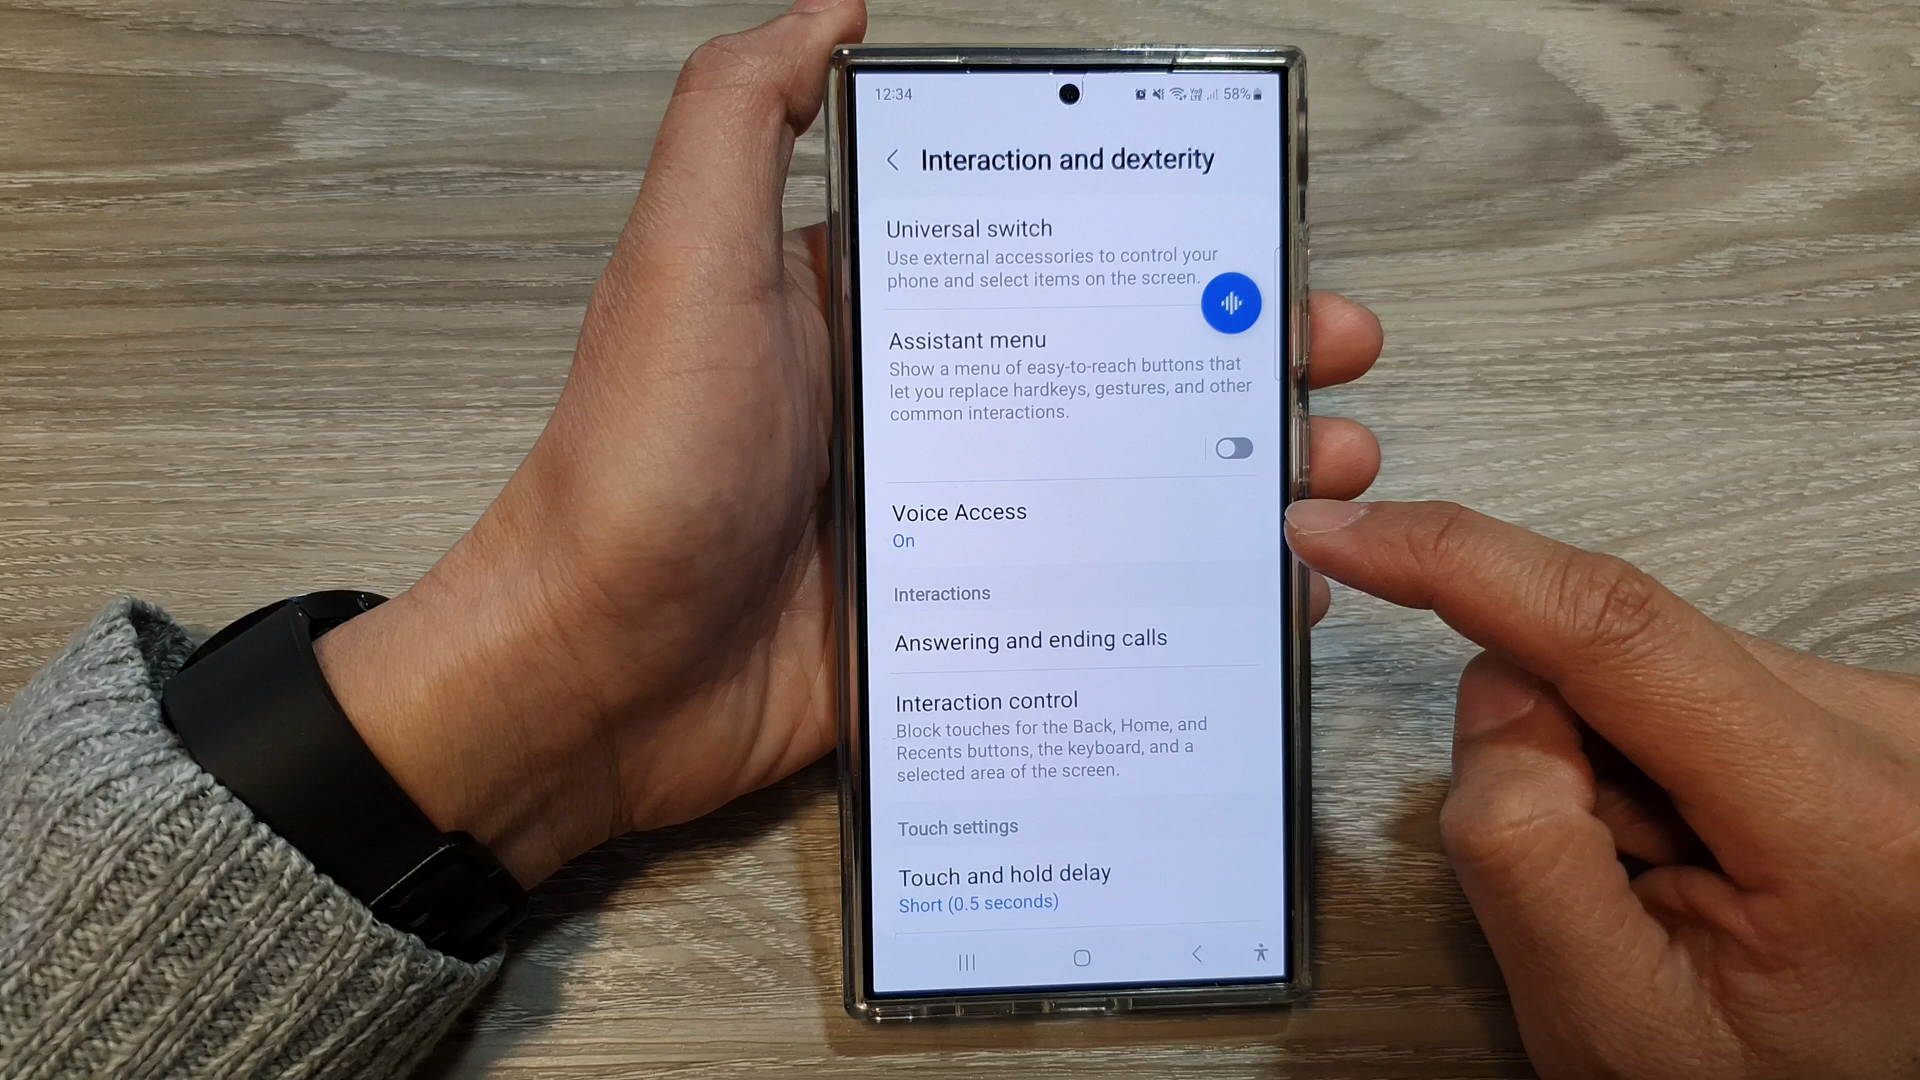 12:34
Vo) LTE 58%
Interaction and dexterity
Universal switch
Use external accessories to control your
phone and select items on the screen.
Assistant menu
Show a menu of easy-to-reach buttons that
let you replace hardkeys, gestures, and other
common interactions.
Voice Access
On
Interactions
Answering and ending calls
Interaction control
Block touches for the Back, Home, and
Recents buttons, the keyboard, and a
selected area of the screen.
Touch settings
Touch and hold delay
Short (0.5 seconds)